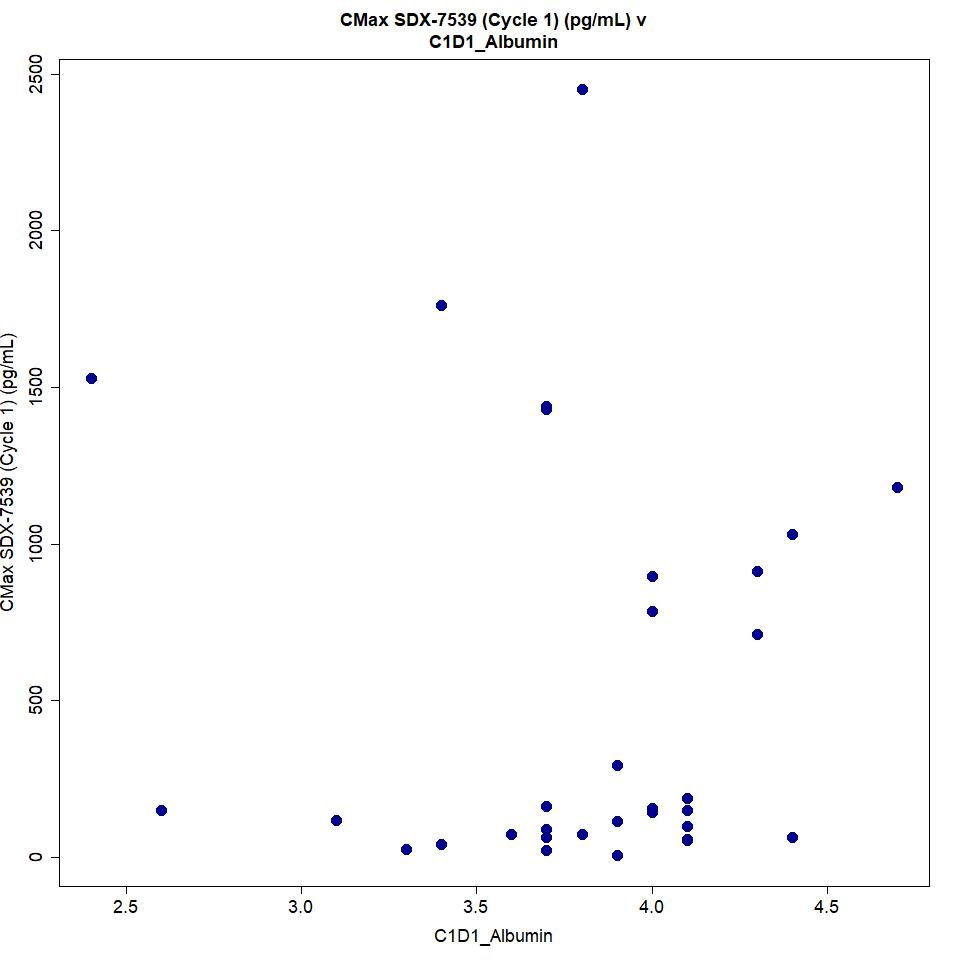 CMax SDX-7539 (Cycle 1) (pg/mL) v
C1D1_Albumin
2500
2000
1500
1000
500
0
CMax SDX-7539 (Cycle 1) (pg/mL)
2.5 3.0 3.5 4.0 4.5
C1D1_Albumin